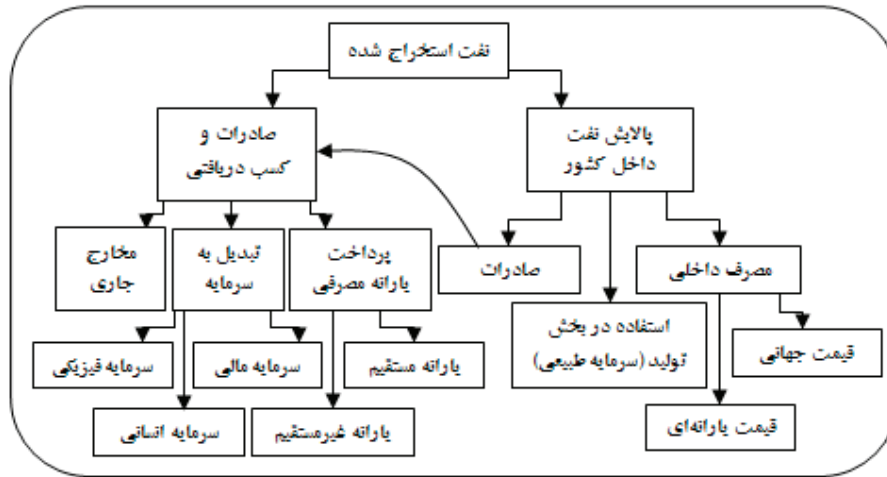 نفت استخراج شده
پالایش نفت
داخل کشور
صادرات و
کسب دریافتی
مصرف داخلی
صادرات
پرداخت
یارانه مصرفی
تبدیل به
سرمایه
مخارج
جاری
قیمت جهانی
استفاده در بخش
تولید (سرمایه طبیعی)
یارانه مستقیم
سرمایه مالی
سرمایه فیزیکی
قیمت یارانه‌ای
یارانه غیرمستقیم
سرمایه انسانی